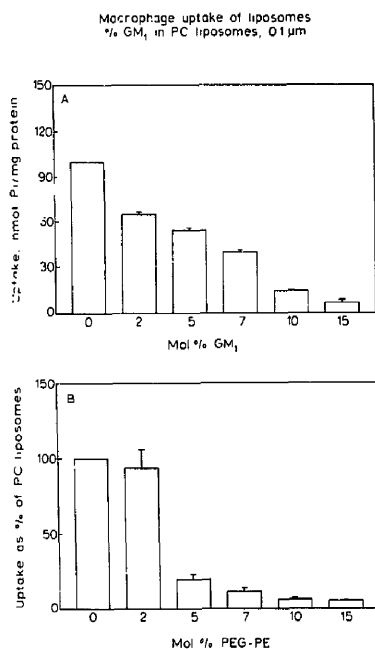 Macrophage uptake of liposomes
% GM1 in PC liposomes, 01 μm
A
150
120
90
60
30
0
Uptake, nmol Pi/mg protein
0 2 5 7 10 15
Mol % GM1
B
150
100
50
0
Uptake as % of PC liposomes
0 2 5 7 10 15
Mol % PEG-PE